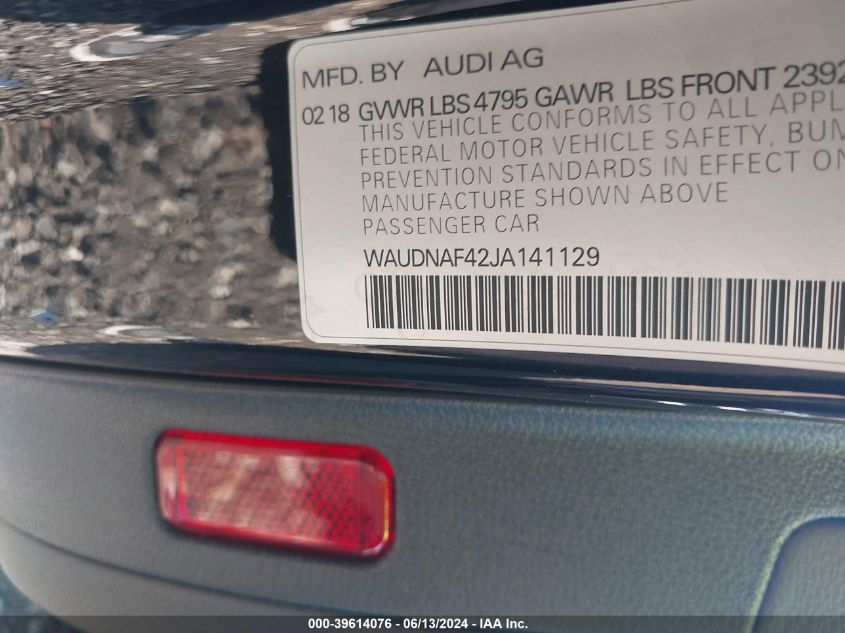 MFD. BY AUDI AG
02 18 GVWR LBS 4795 GAWR LBS FRONT 2392
THIS VEHICLE CONFORMS TO ALL APPL
FEDERAL MOTOR VEHICLE SAFETY, BUM
PREVENTION STANDARDS IN EFFECT ON
MANUFACTURE SHOWN ABOVE
PASSENGER CAR
WAUDNAF42JA141129
000-39614076 - 06/13/2024 - IAA Inc.